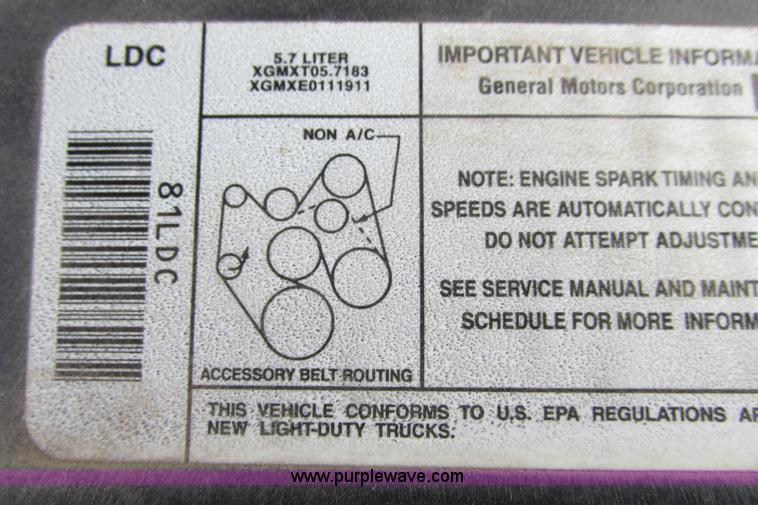 LDC
81LDC
5.7 LITER
XGMXT05.7183
XGMXE0111911
NON A/C
ACCESSORY BELT ROUTING
IMPORTANT VEHICLE INFORMA
General Motors Corporation
NOTE: ENGINE SPARK TIMING AN
SPEEDS ARE AUTOMATICALLY CON
DO NOT ATTEMPT ADJUSTME
SEE SERVICE MANUAL AND MAINT
SCHEDULE FOR MORE INFORM
THIS VEHICLE CONFORMS TO U.S. EPA REGULATIONS AP
NEW LIGHT-DUTY TRUCKS.
www.purplewave.com